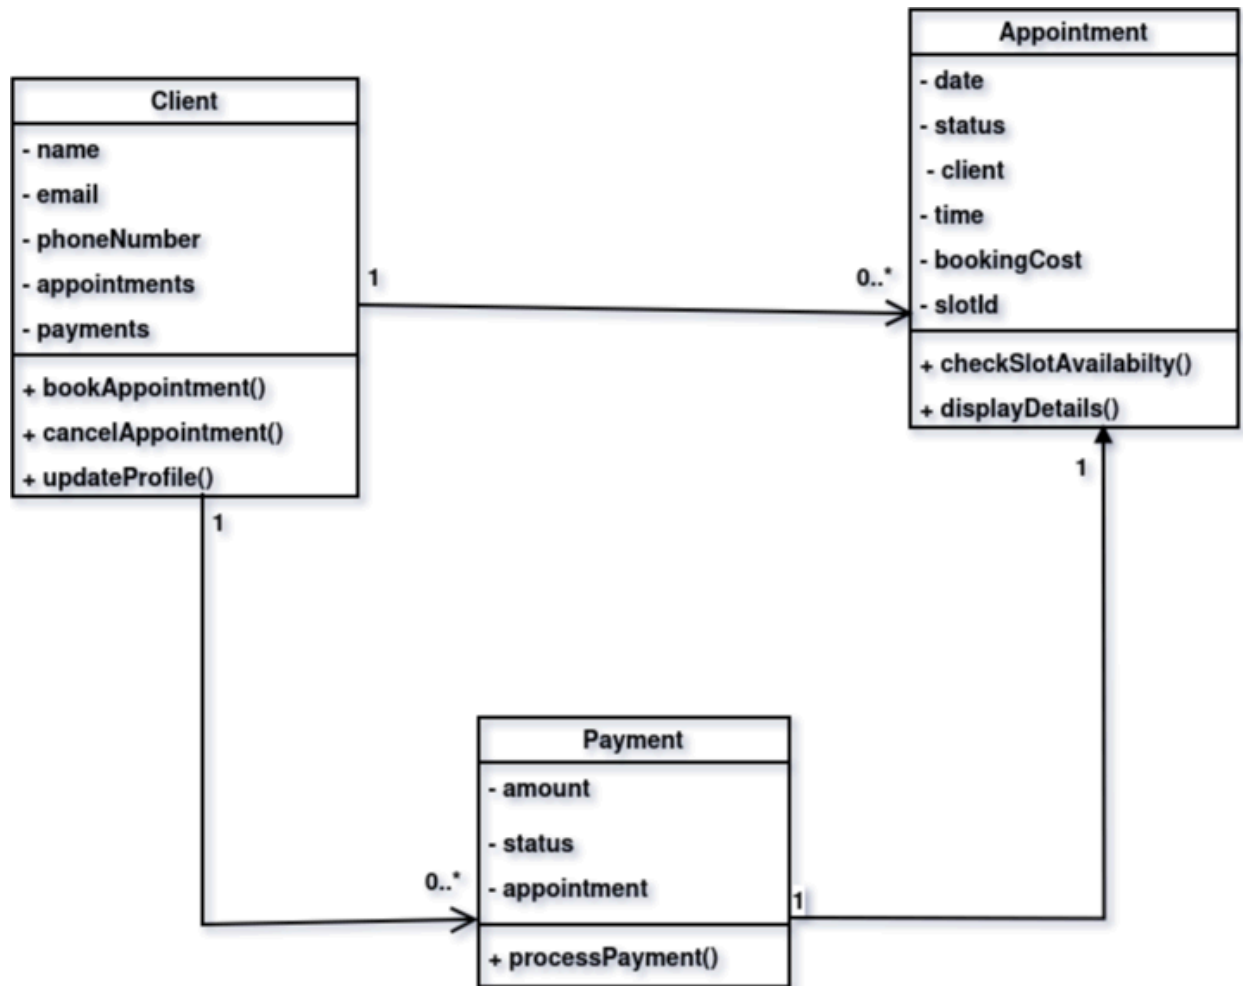 Client
- name
- email
- phoneNumber
- appointments
- payments
+ bookAppointment()
+ cancelAppointment()
+ updateProfile()
1
0..*
Appointment
- date
- status
- client
- time
- bookingCost
- slotId
+ checkSlotAvailabilty()
+ displayDetails()
1
1
0..*
Payment
- amount
- status
- appointment
+ processPayment()
1